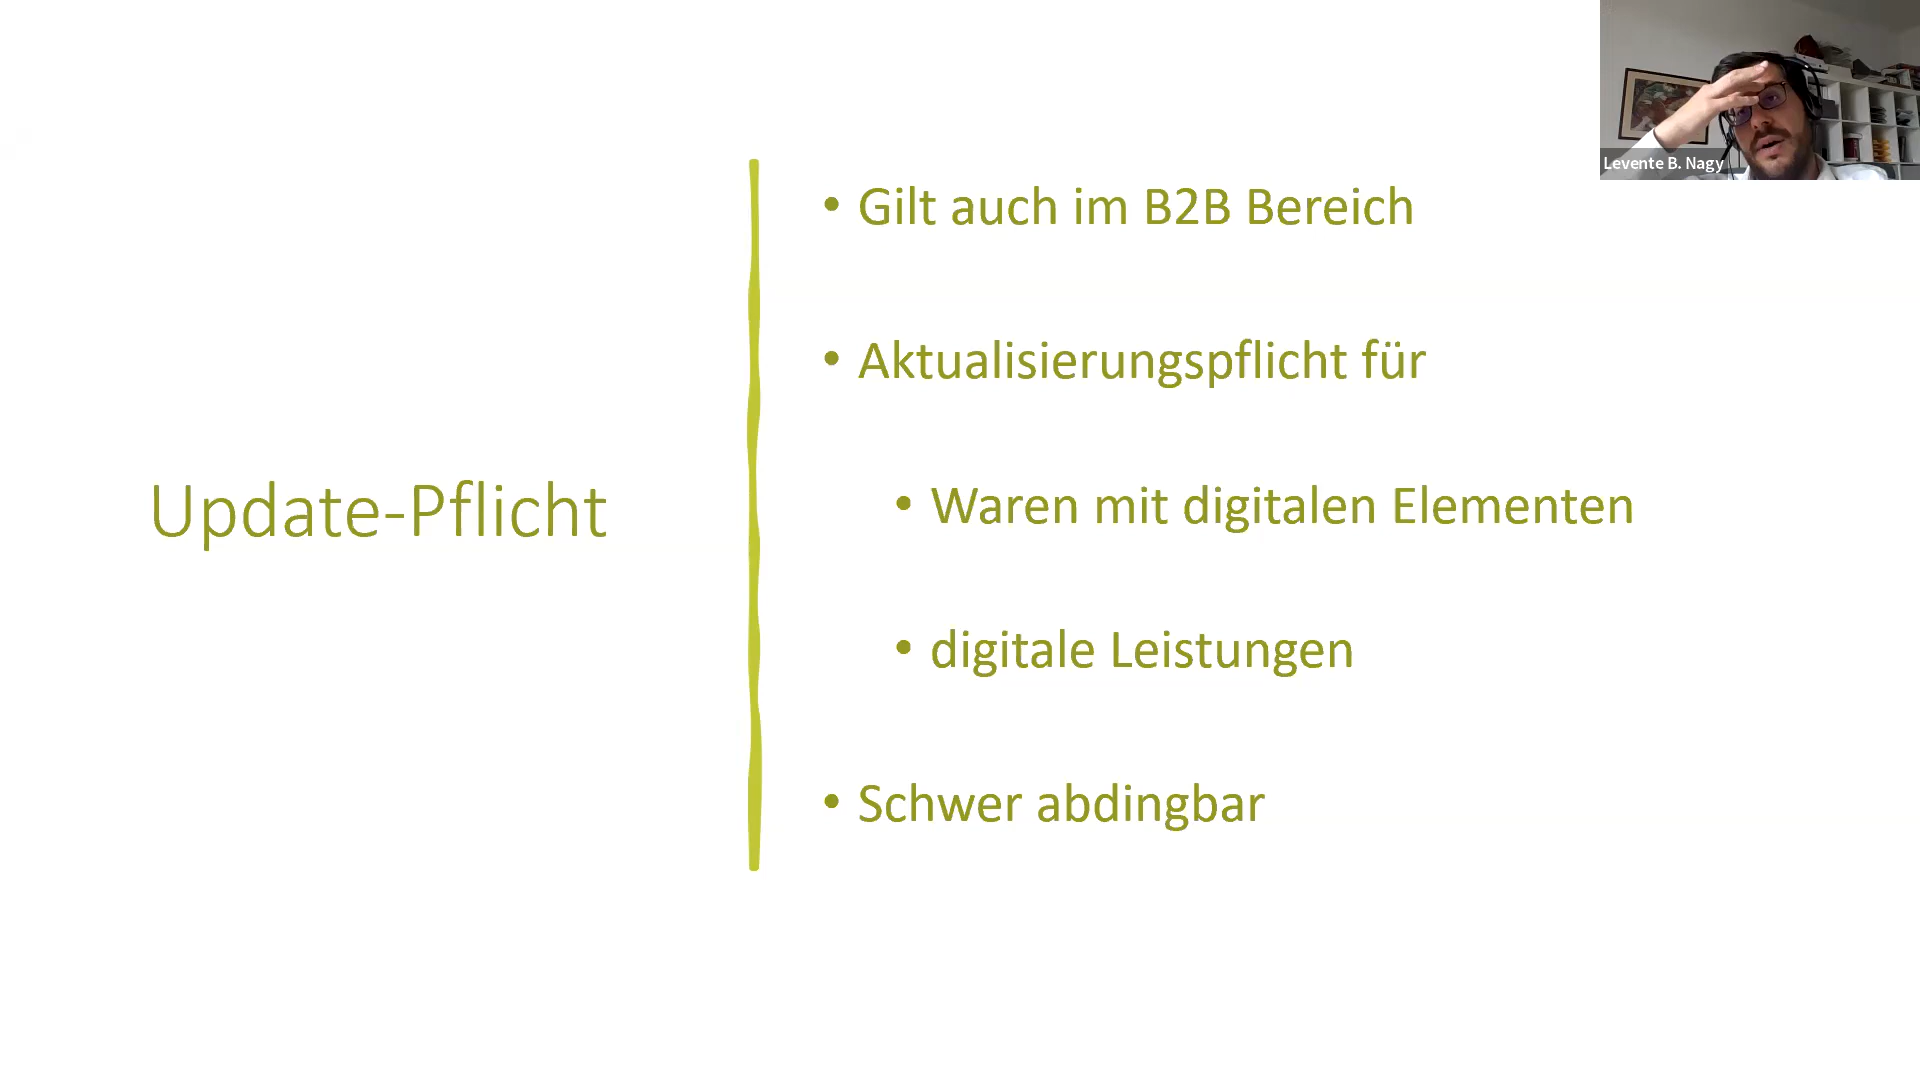 Update-Pflicht
• Gilt auch im B2B Bereich
• Aktualisierungspflicht für
• Waren mit digitalen Elementen
• digitale Leistungen
• Schwer abdingbar
Levente B. Nagy